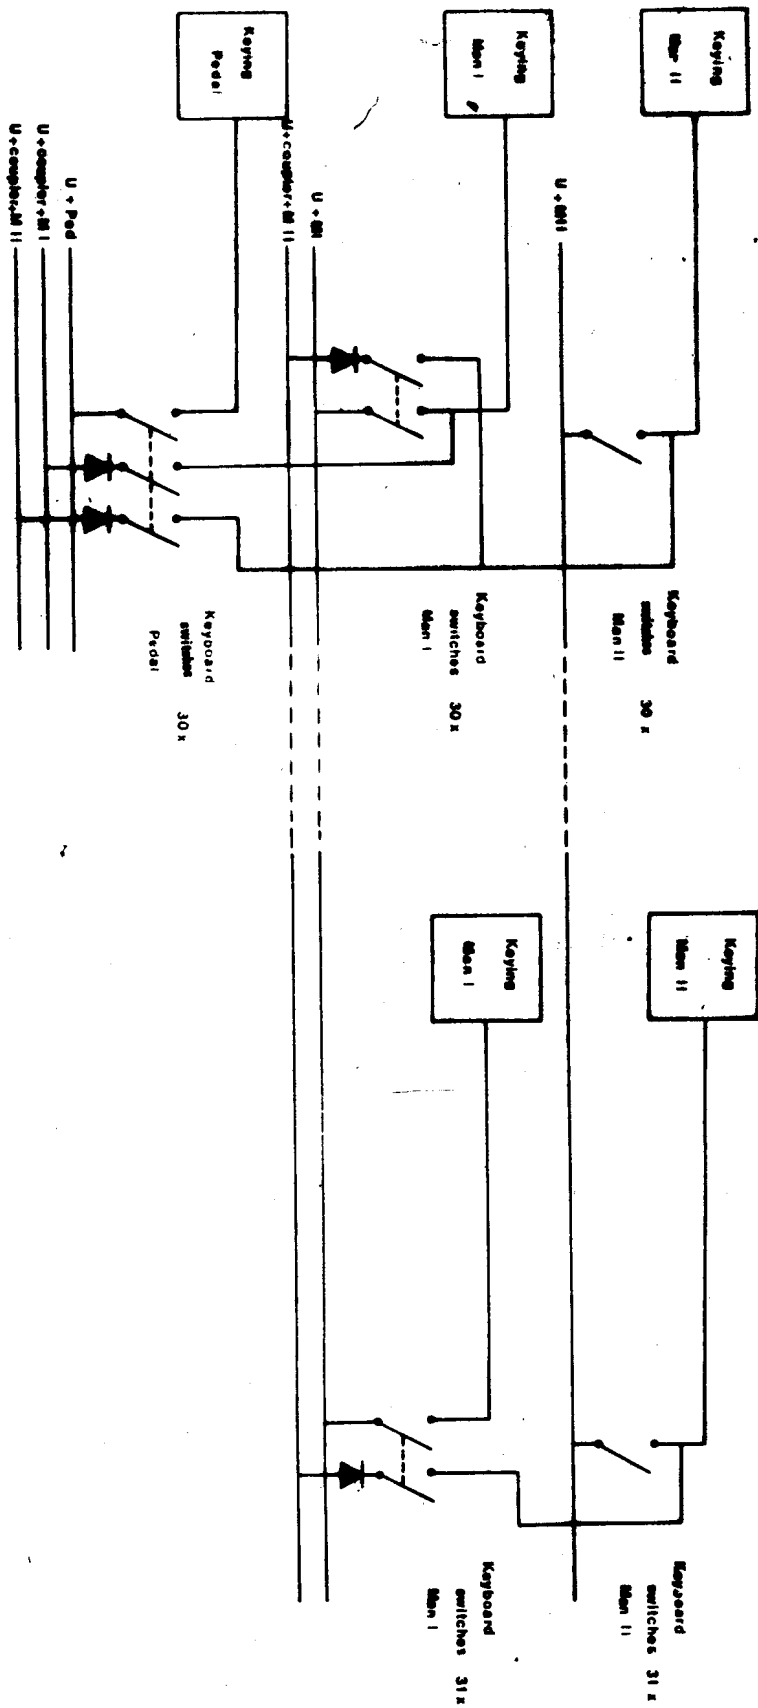 Keying
Pedal
Keying
Man I
Keying
Man II
U+coupler+M II
U+coupler+M I
U + Ped
U+coupler+M II
U + MI
U + MII
Keyboard
switches 30 x
Pedal
Keyboard
switches 30 x
Man I
Keyboard
switches 30 x
Man II
Keying
Man I
Keying
Man II
Keyboard
switches 31 x
Man I
Keyboard
switches 31 x
Man II